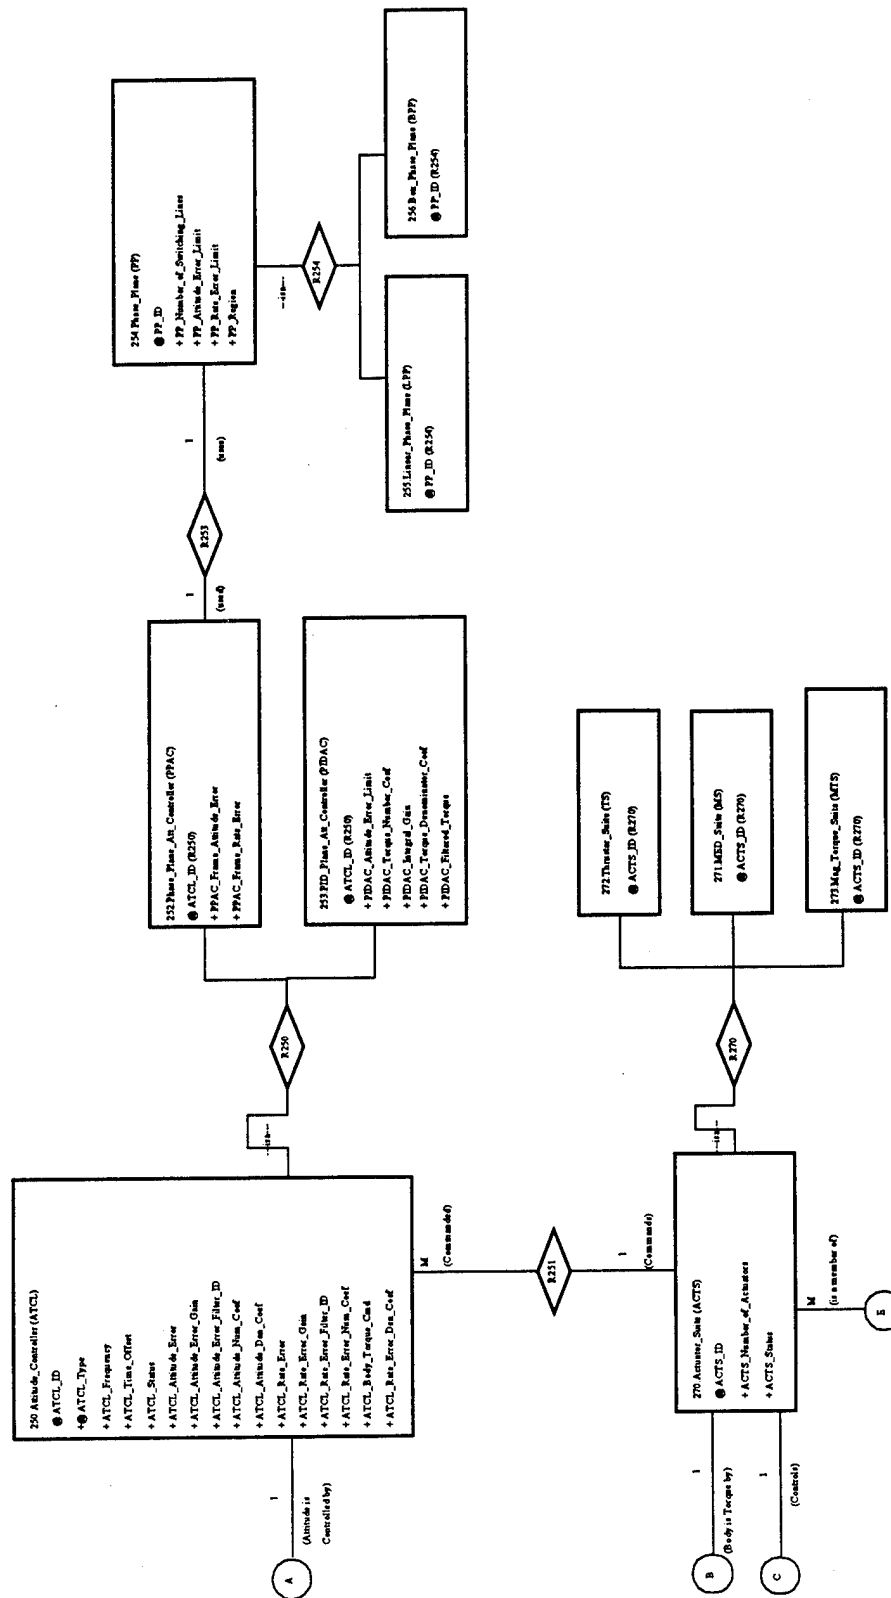 250 Attitude_Controller (ATCL)
@ ATCL_ID
+@ ATCL_Type
+ ATCL_Frequency
+ ATCL_Time_Offset
+ ATCL_Status
+ ATCL_Attitude_Error
+ ATCL_Attitude_Error_Gain
+ ATCL_Attitude_Error_Filter_ID
+ ATCL_Attitude_Num_Coef
+ ATCL_Attitude_Den_Coef
+ ATCL_Rate_Error
+ ATCL_Rate_Error_Gain
+ ATCL_Rate_Error_Filter_ID
+ ATCL_Rate_Error_Num_Coef
+ ATCL_Body_Torque_Cmd
+ ATCL_Rate_Error_Den_Coef
A
1
(Attitude is
Controlled by)
---isa---
R250
252.Phase_Plane_Att_Controller (PPAC)
@ ATCL_ID (R250)
+ PPAC_Frame_Attitude_Error
+ PPAC_Frame_Rate_Error
253.PID_Plane_Att_Controller (PIDAC)
@ ATCL_ID (R250)
+ PIDAC_Attitude_Error_Limit
+ PIDAC_Torque_Number_Coef
+ PIDAC_Integral_Gain
+ PIDAC_Torque_Denominator_Coef
+ PIDAC_Filtered_Torque
1
(used)
R253
1
(uses)
254.Phase_Plane (PP)
@ PP_ID
+ PP_Number_of_Switching_Lines
+ PP_Attitude_Error_Limit
+ PP_Rate_Error_Limit
+ PP_Region
---isa---
R254
255.Linear_Phase_Plane (LPP)
@ PP_ID (R254)
256.Box_Phase_Plane (BPP)
@ PP_ID (R254)
M
(Commanded)
R251
1
(Commands)
270.Actuator_Suite (ACTS)
@ ACTS_ID
+ ACTS_Number_of_Actuators
+ ACTS_Status
B
1
(Body is Torque by)
C
1
(Controls)
M
(is a member of)
E
---isa---
R270
272.Thruster_Suite (TS)
@ ACTS_ID (R270)
271.MED_Suite (MS)
@ ACTS_ID (R270)
273.Mag_Torque_Suite (MTS)
@ ACTS_ID (R270)